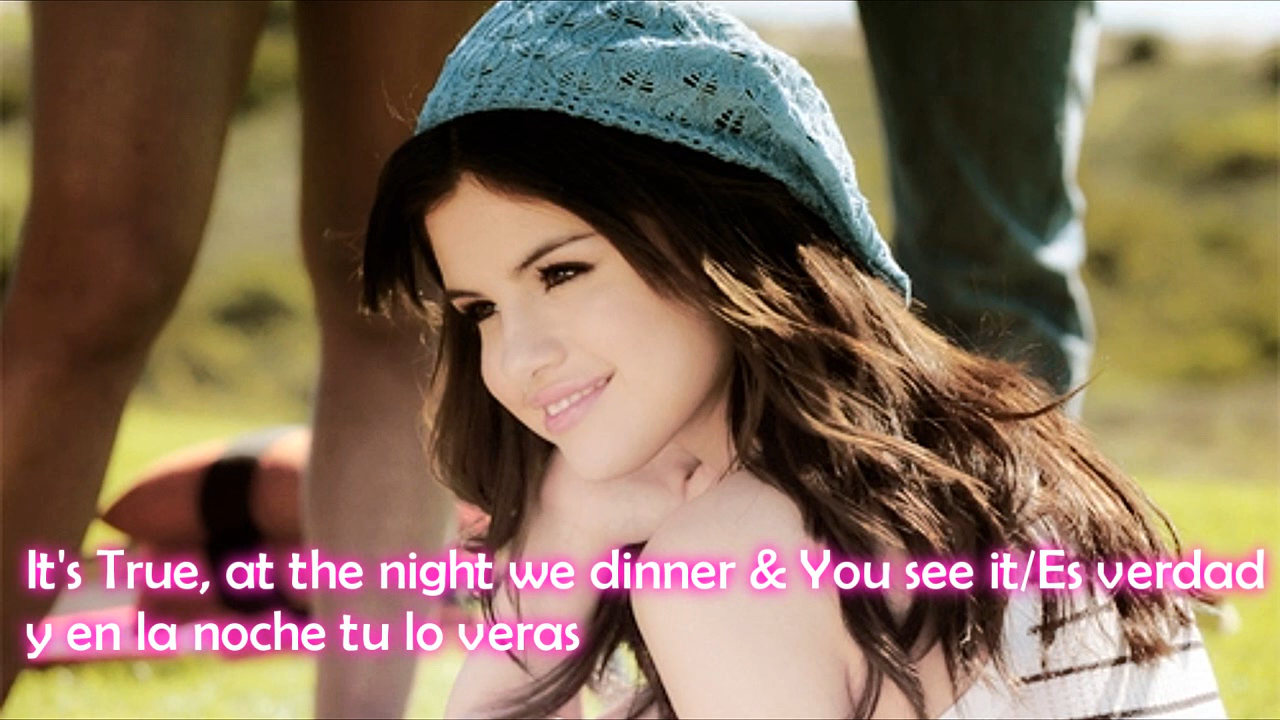 It's True, at the night we dinner & You see it/Es verdad
y en la noche tu lo veras